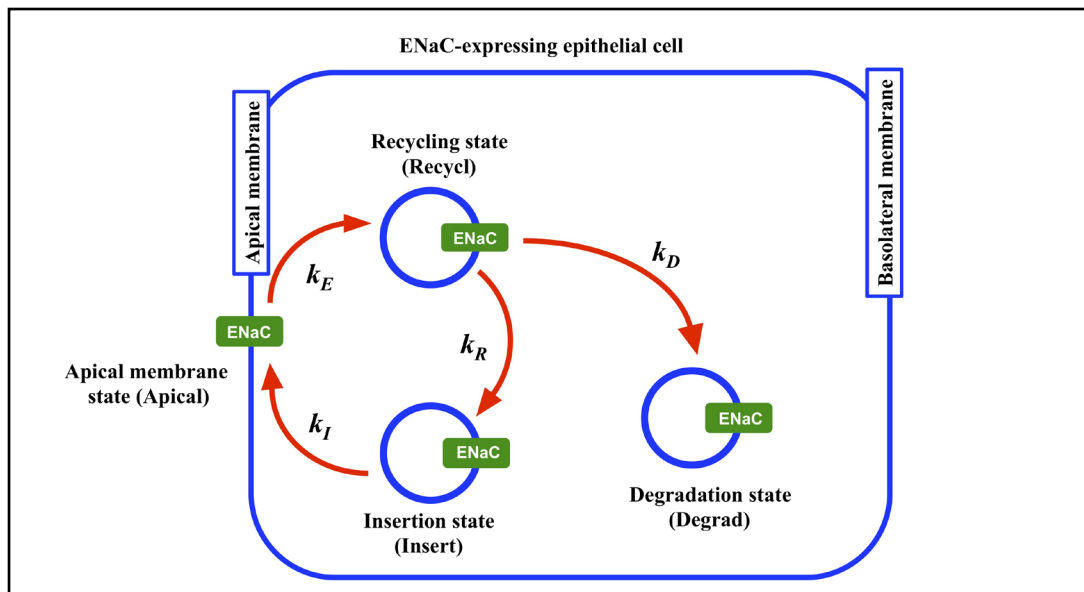 ENaC-expressing epithelial cell
Apical membrane
Basolateral membrane
Recycling state
(Recycl)
ENaC
k_E
k_D
ENaC
k_R
Apical membrane
state (Apical)
k_I
ENaC
ENaC
Insertion state
(Insert)
Degradation state
(Degrad)